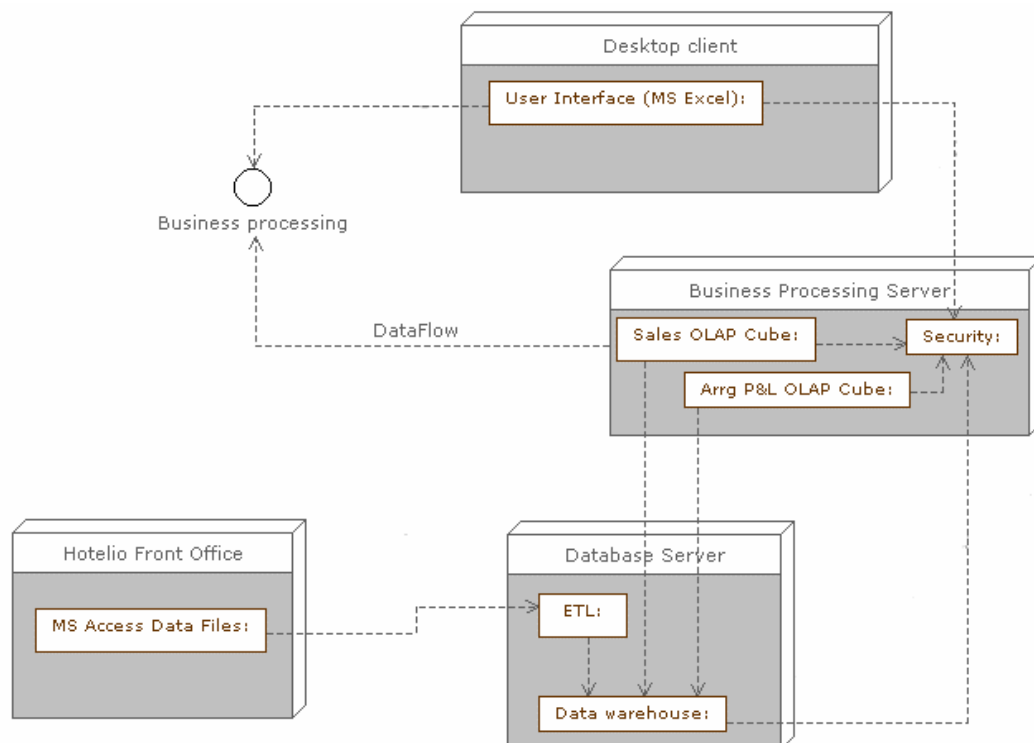 Desktop client
User Interface (MS Excel):
Business processing
Business Processing Server
DataFlow
Sales OLAP Cube:
Security:
Arrg P&L OLAP Cube:
Hotelio Front Office
Database Server
ETL:
MS Access Data Files:
Data warehouse: